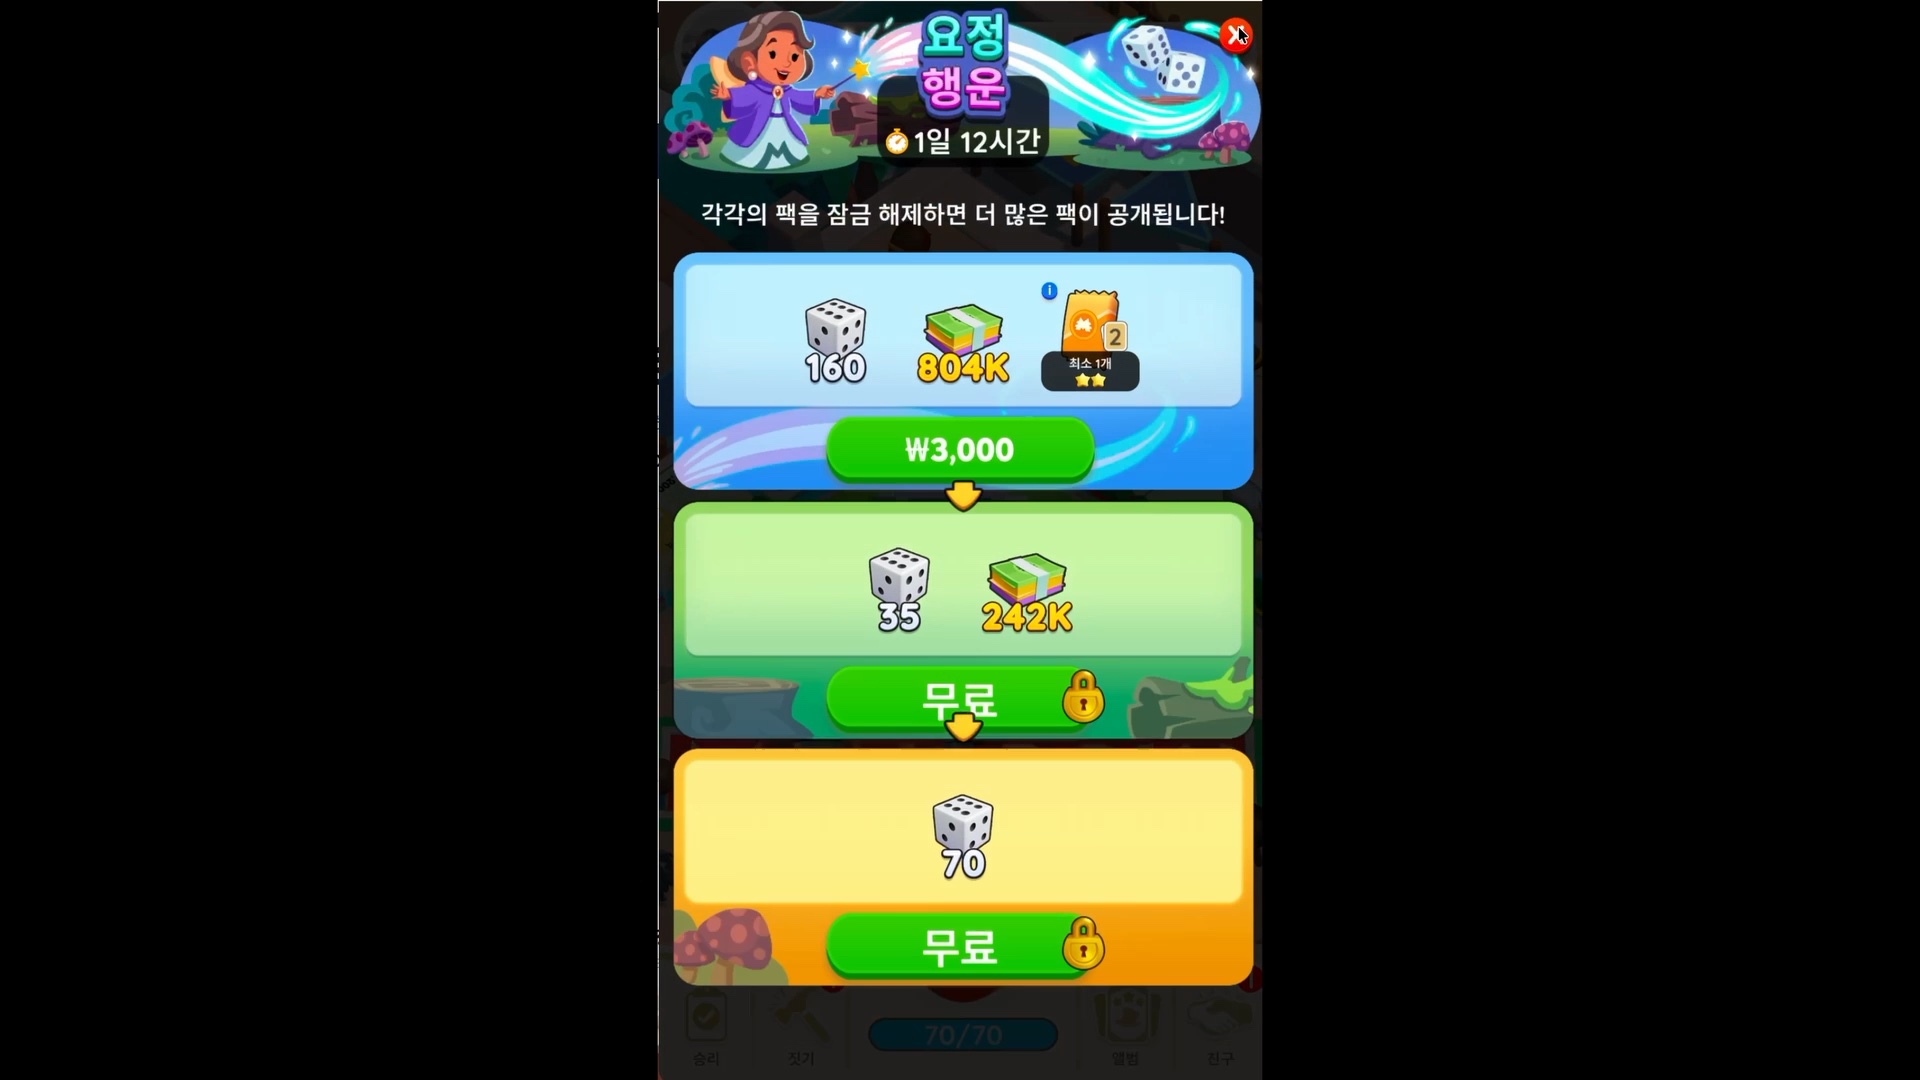 요정
행운
1일 12시간
각각의 팩을 잠금 해제하면 더 많은 팩이 공개됩니다!
160
804K
2
최소 1개
₩3,000
35
242K
무료
70
무료
70/70
승리
짓기
앨범
친구